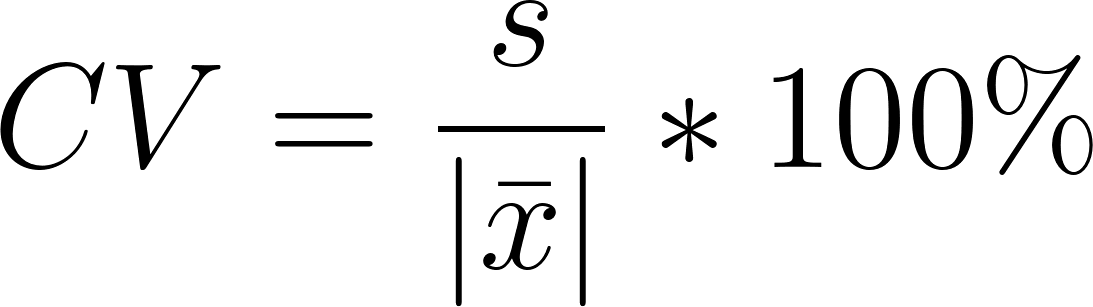 CV = s / |x̄| * 100%